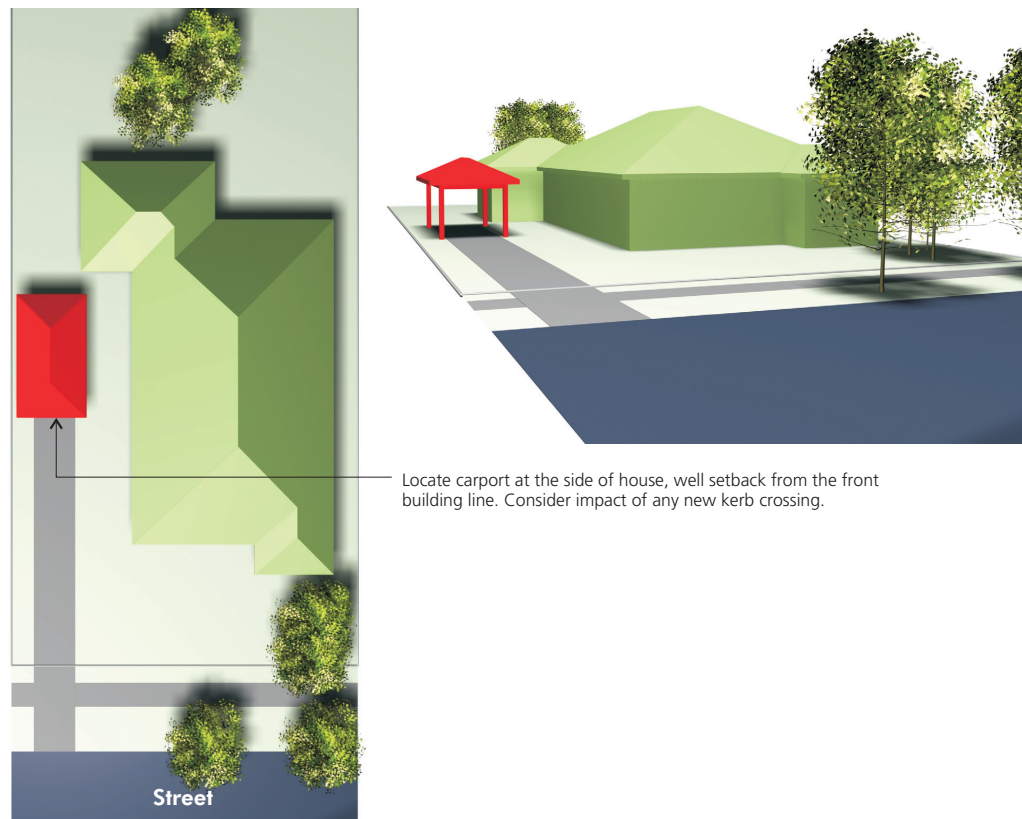 Locate carport at the side of house, well setback from the front
building line. Consider impact of any new kerb crossing.
Street